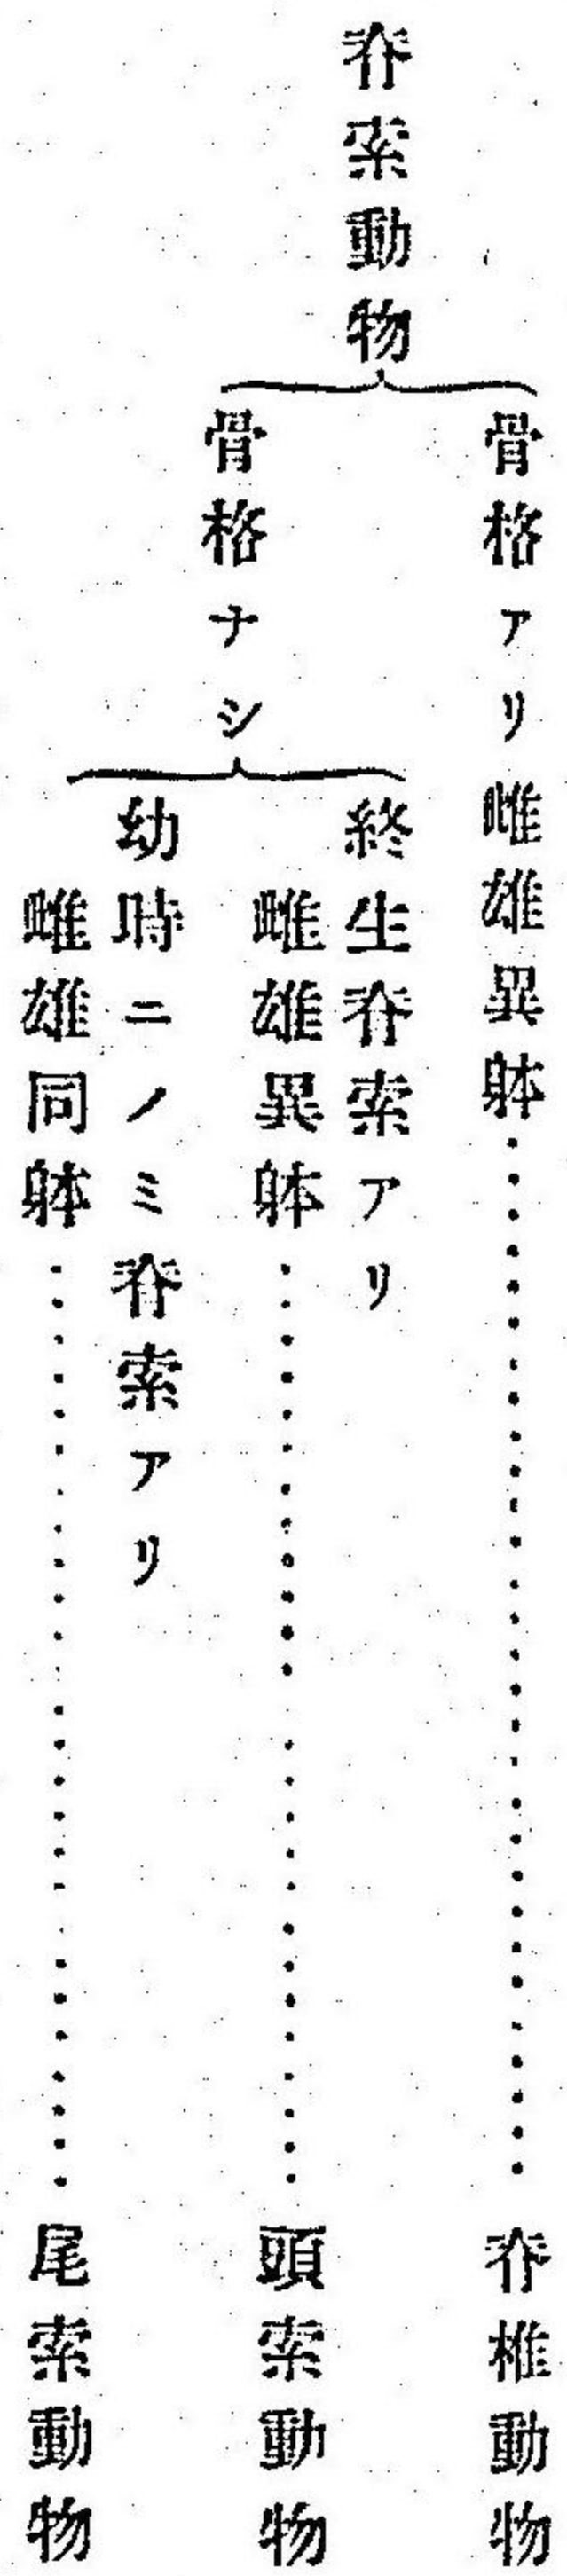 脊索動物
骨格アリ雌雄異躰……脊椎動物
骨格ナシ
終生脊索アリ
雌雄異躰……頭索動物
幼時ニノミ脊索アリ
雌雄同躰……尾索動物